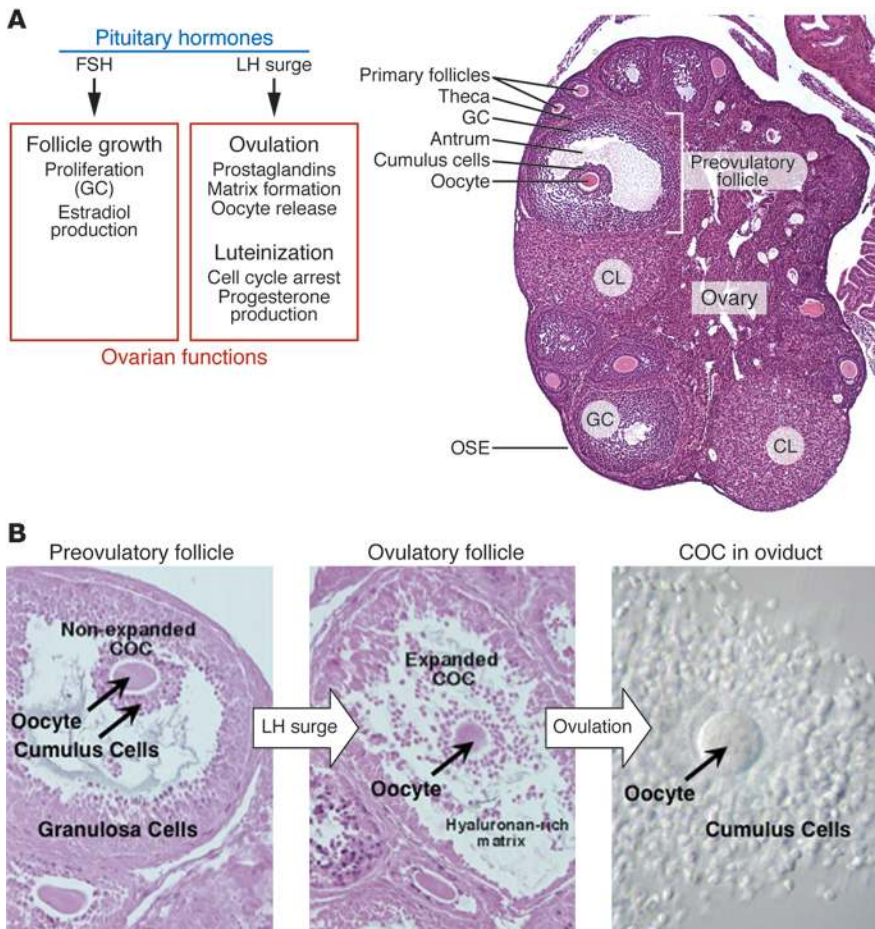 A
Pituitary hormones
FSH
LH surge
Follicle growth
Proliferation
(GC)
Estradiol
production
Ovulation
Prostaglandins
Matrix formation
Oocyte release
Luteinization
Cell cycle arrest
Progesterone
production
Ovarian functions
Primary follicles
Theca
GC
Antrum
Cumulus cells
Oocyte
Preovulatory
follicle
CL
Ovary
GC
CL
OSE
B
Preovulatory follicle
Ovulatory follicle
COC in oviduct
Non-expanded
COC
Oocyte
Cumulus Cells
Granulosa Cells
LH surge
Expanded
COC
Oocyte
Hyaluronan-rich
matrix
Ovulation
Oocyte
Cumulus Cells